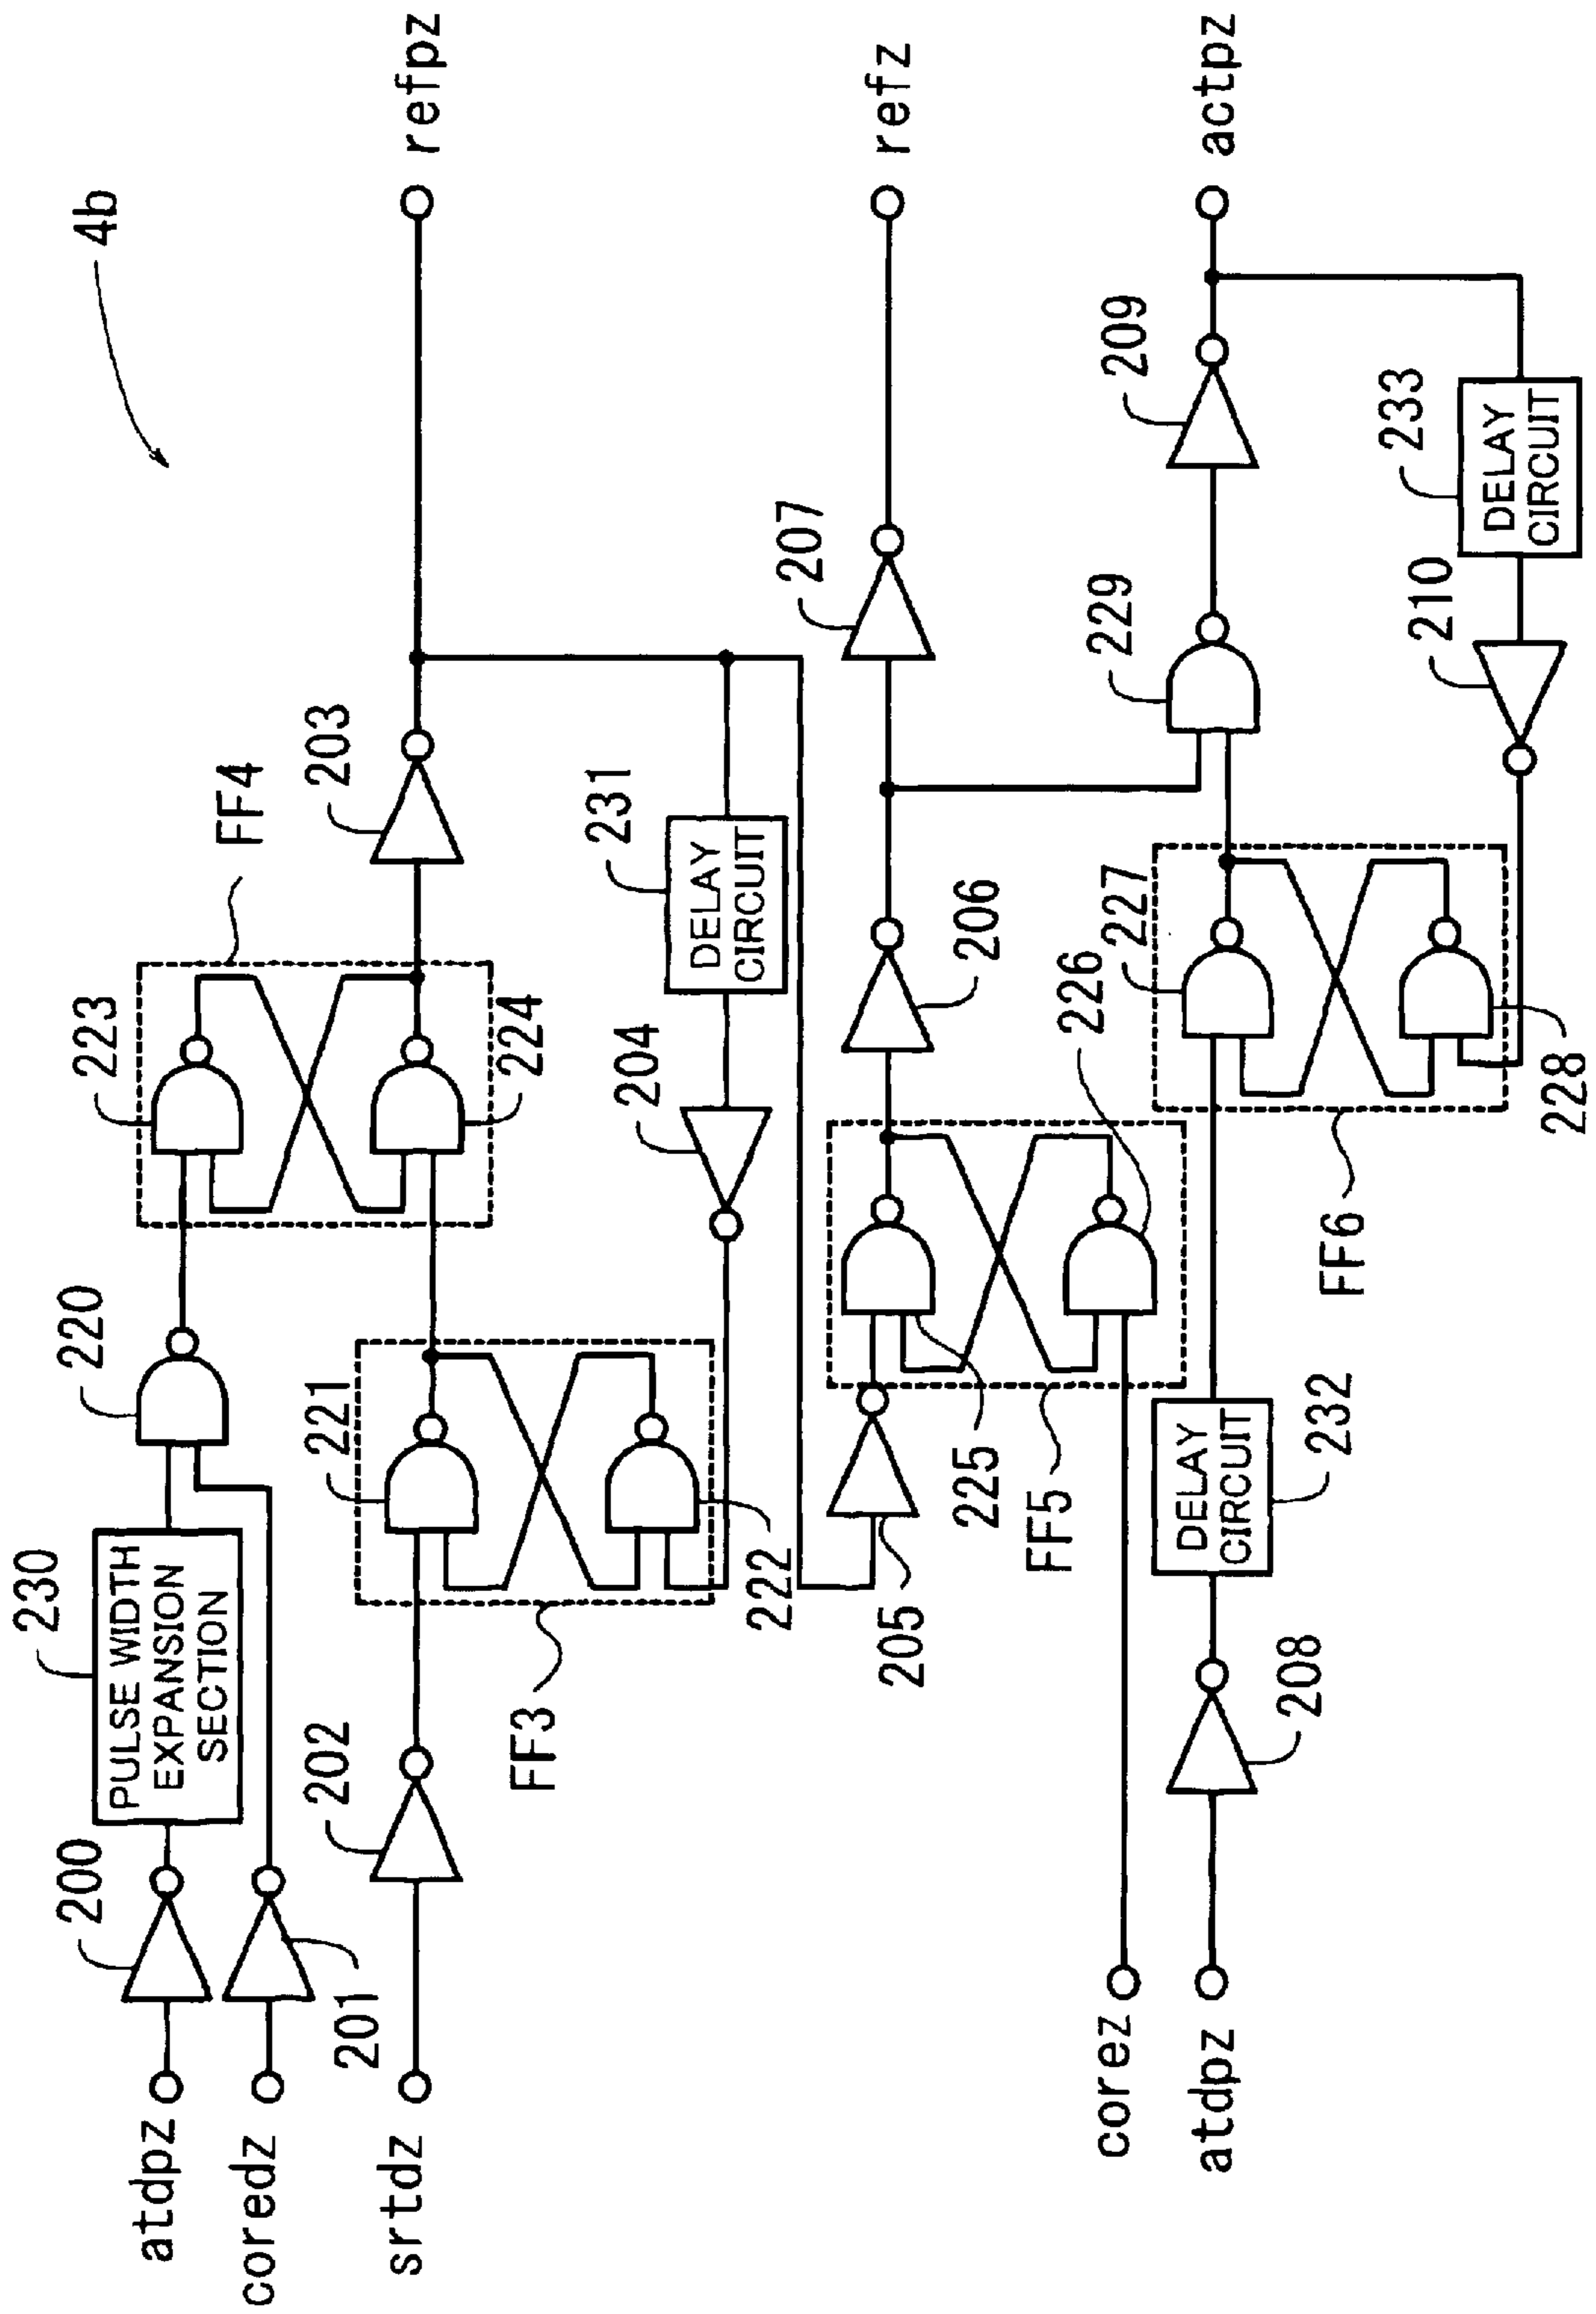 4b
atdpz
200
PULSE WIDTH
EXPANSION
SECTION
230
220
223
FF4
coredz
201
224
srtdz
202
221
203
refpz
FF3
222
204
DELAY
CIRCUIT
231
205
225
FF5
206
207
refz
corez
226
atdpz
208
DELAY
CIRCUIT
232
227
229
209
actpz
FF6
228
210
DELAY
CIRCUIT
233